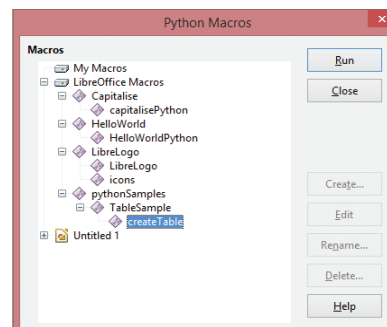 Python Macros
Macros
My Macros
LibreOffice Macros
Capitalise
capitalisePython
HelloWorld
HelloWorldPython
LibreLogo
LibreLogo
icons
pythonSamples
TableSample
createTable
Untitled 1
Run
Close
Create...
Edit
Rename...
Delete...
Help